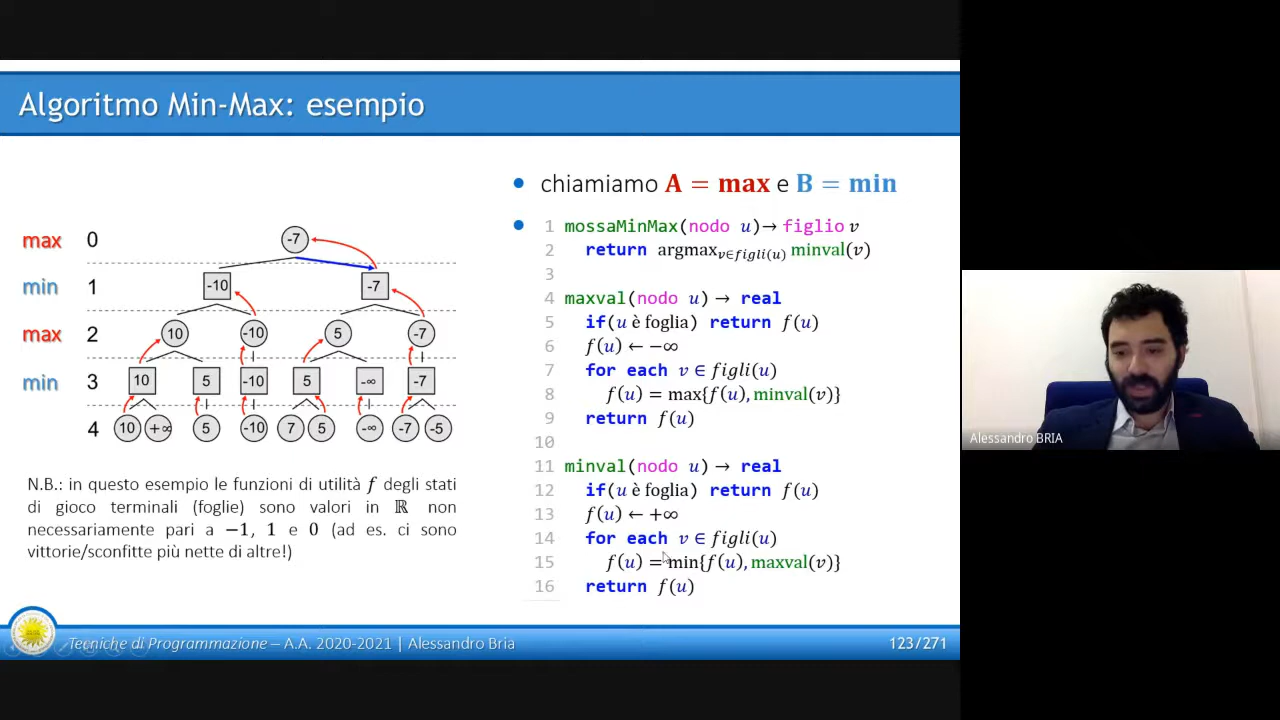 Algoritmo Min-Max: esempio
max 0 -7
min 1 -10 -7
max 2 10 -10 5 -7
min 3 10 5 -10 5 -∞ -7
4 10 +∞ 5 -10 7 5 -∞ -7 -5
N.B.: in questo esempio le funzioni di utilità f degli stati
di gioco terminali (foglie) sono valori in ℝ non
necessariamente pari a −1, 1 e 0 (ad es. ci sono
vittorie/sconfitte più nette di altre!)
• chiamiamo A = max e B = min
• 1 mossaMinMax(nodo u)→ figlio v
2 return argmax v∈figli(u) minval(v)
3
4 maxval(nodo u) → real
5 if(u è foglia) return f(u)
6 f(u) ← −∞
7 for each v ∈ figli(u)
8 f(u) = max{f(u), minval(v)}
9 return f(u)
10
11 minval(nodo u) → real
12 if(u è foglia) return f(u)
13 f(u) ← +∞
14 for each v ∈ figli(u)
15 f(u) = min{f(u), maxval(v)}
16 return f(u)
Tecniche di Programmazione – A.A. 2020-2021 | Alessandro Bria
123/271
Alessandro BRIA